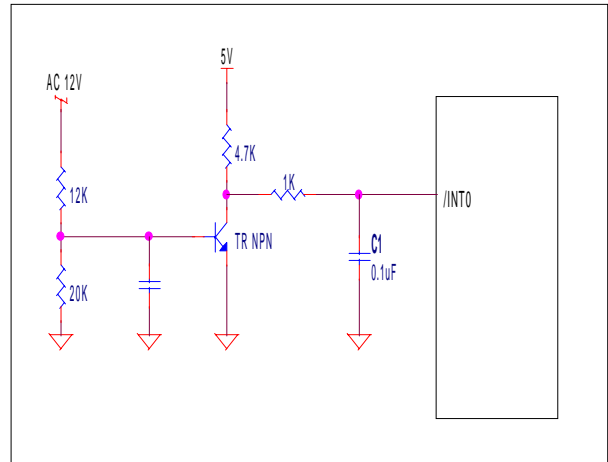 5V
AC 12V
4.7K
1K
12K
/INT0
TR NPN
C1
0.1uF
20K